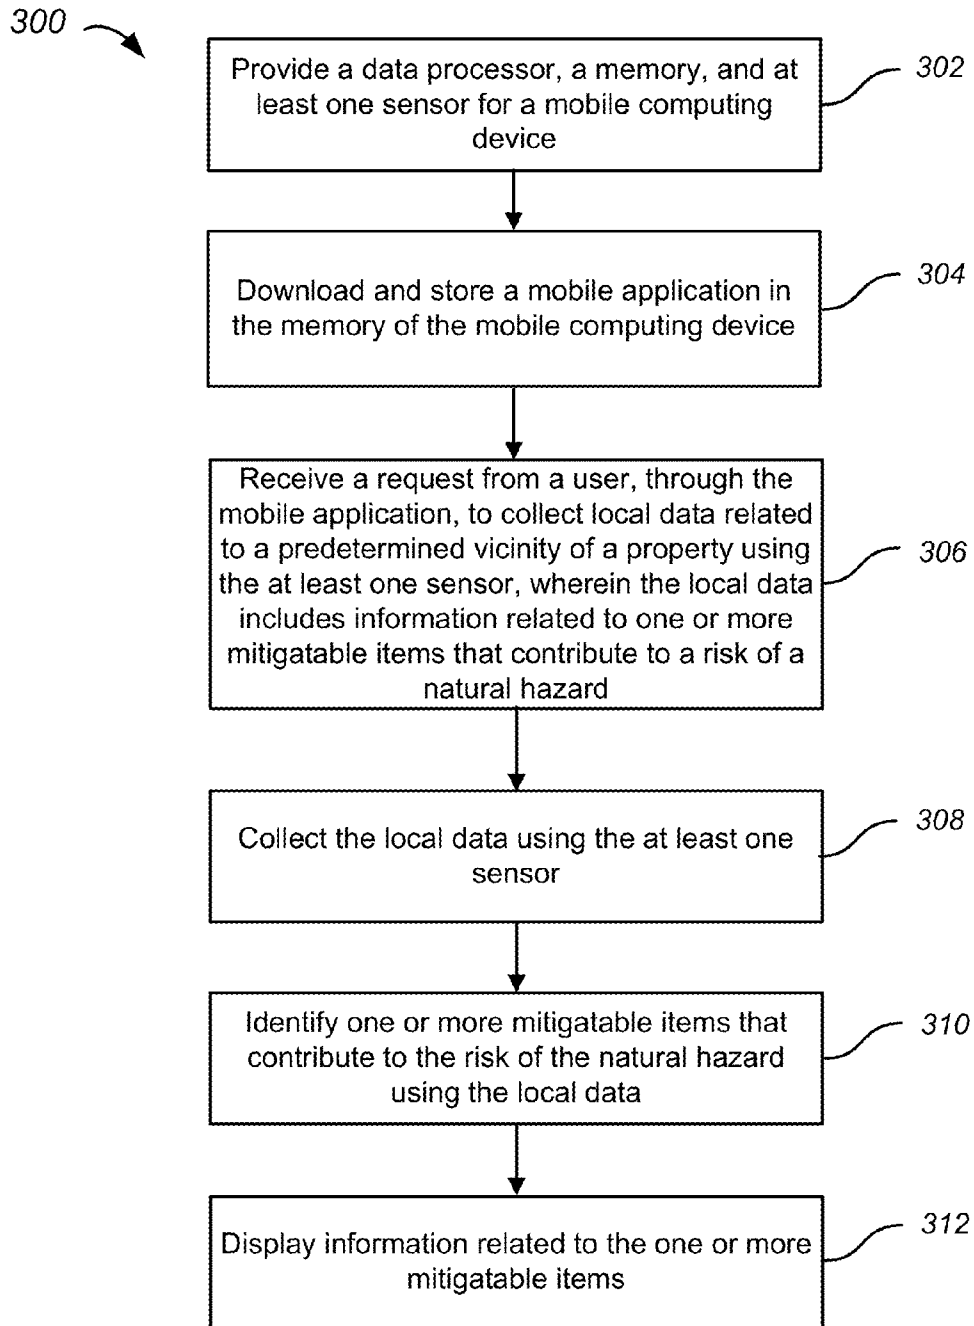 300
Provide a data processor, a memory, and at
least one sensor for a mobile computing
device
302
Download and store a mobile application in
the memory of the mobile computing device
304
Receive a request from a user, through the
mobile application, to collect local data related
to a predetermined vicinity of a property using
the at least one sensor, wherein the local data
includes information related to one or more
mitigatable items that contribute to a risk of a
natural hazard
306
Collect the local data using the at least one
sensor
308
Identify one or more mitigatable items that
contribute to the risk of the natural hazard
using the local data
310
Display information related to the one or more
mitigatable items
312